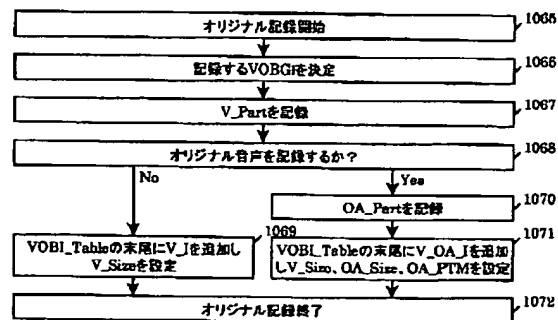 オリジナル記録開始
1065
記録するVOBGIを決定
1066
V_Partを記録
1067
オリジナル音声を記録するか?
1068
No
Yes
OA_Partを記録
1070
VOBI_Tableの末尾にV_Iを追加し
V_Sizeを設定
1069
VOBI_Tableの末尾にV_OA_Iを追加
しV_Size、OA_Size、OA_PTMを設定
1071
オリジナル記録終了
1072